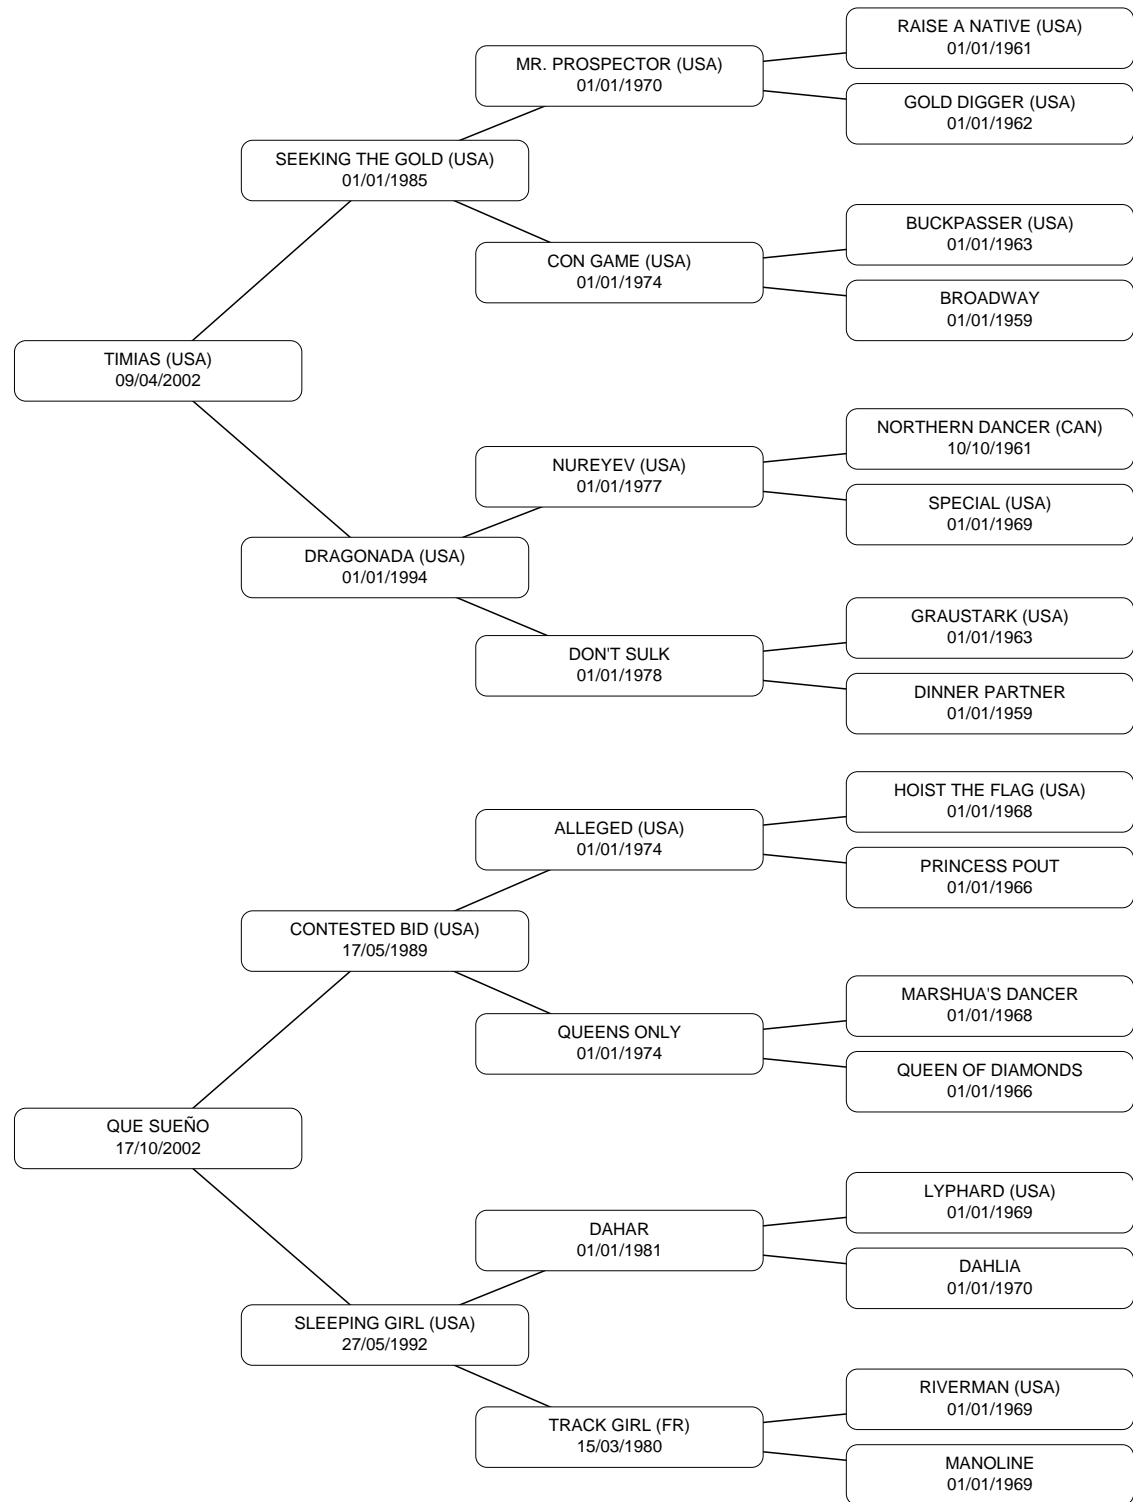 RAISE A NATIVE (USA)
01/01/1961
MR. PROSPECTOR (USA)
01/01/1970
GOLD DIGGER (USA)
01/01/1962
SEEKING THE GOLD (USA)
01/01/1985
BUCKPASSER (USA)
01/01/1963
CON GAME (USA)
01/01/1974
BROADWAY
01/01/1959
TIMIAS (USA)
09/04/2002
NORTHERN DANCER (CAN)
10/10/1961
NUREYEV (USA)
01/01/1977
SPECIAL (USA)
01/01/1969
DRAGONADA (USA)
01/01/1994
GRAUSTARK (USA)
01/01/1963
DON'T SULK
01/01/1978
DINNER PARTNER
01/01/1959
HOIST THE FLAG (USA)
01/01/1968
ALLEGED (USA)
01/01/1974
PRINCESS POUT
01/01/1966
CONTESTED BID (USA)
17/05/1989
MARSHUA'S DANCER
01/01/1968
QUEENS ONLY
01/01/1974
QUEEN OF DIAMONDS
01/01/1966
QUE SUEÑO
17/10/2002
LYPHARD (USA)
01/01/1969
DAHAR
01/01/1981
DAHLIA
01/01/1970
SLEEPING GIRL (USA)
27/05/1992
RIVERMAN (USA)
01/01/1969
TRACK GIRL (FR)
15/03/1980
MANOLINE
01/01/1969